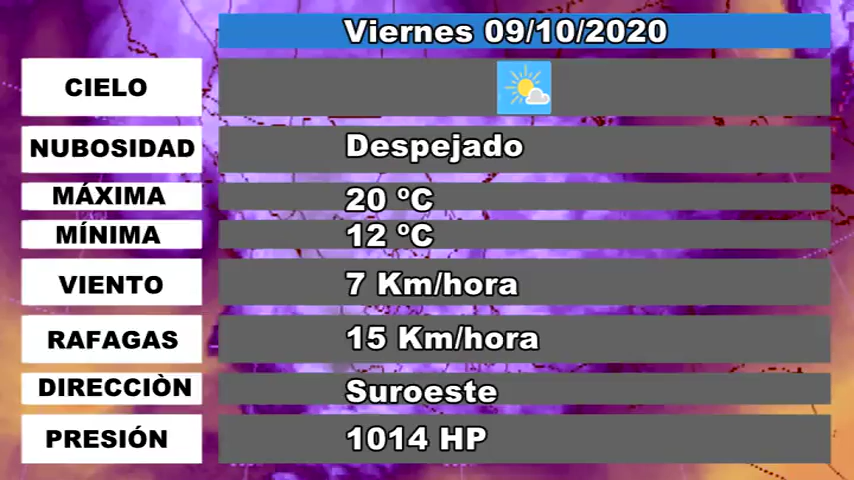 Viernes 09/10/2020
CIELO
NUBOSIDAD Despejado
MÁXIMA 20 ºC
MÍNIMA 12 ºC
VIENTO 7 Km/hora
RAFAGAS 15 Km/hora
DIRECCIÒN Suroeste
PRESIÓN 1014 HP